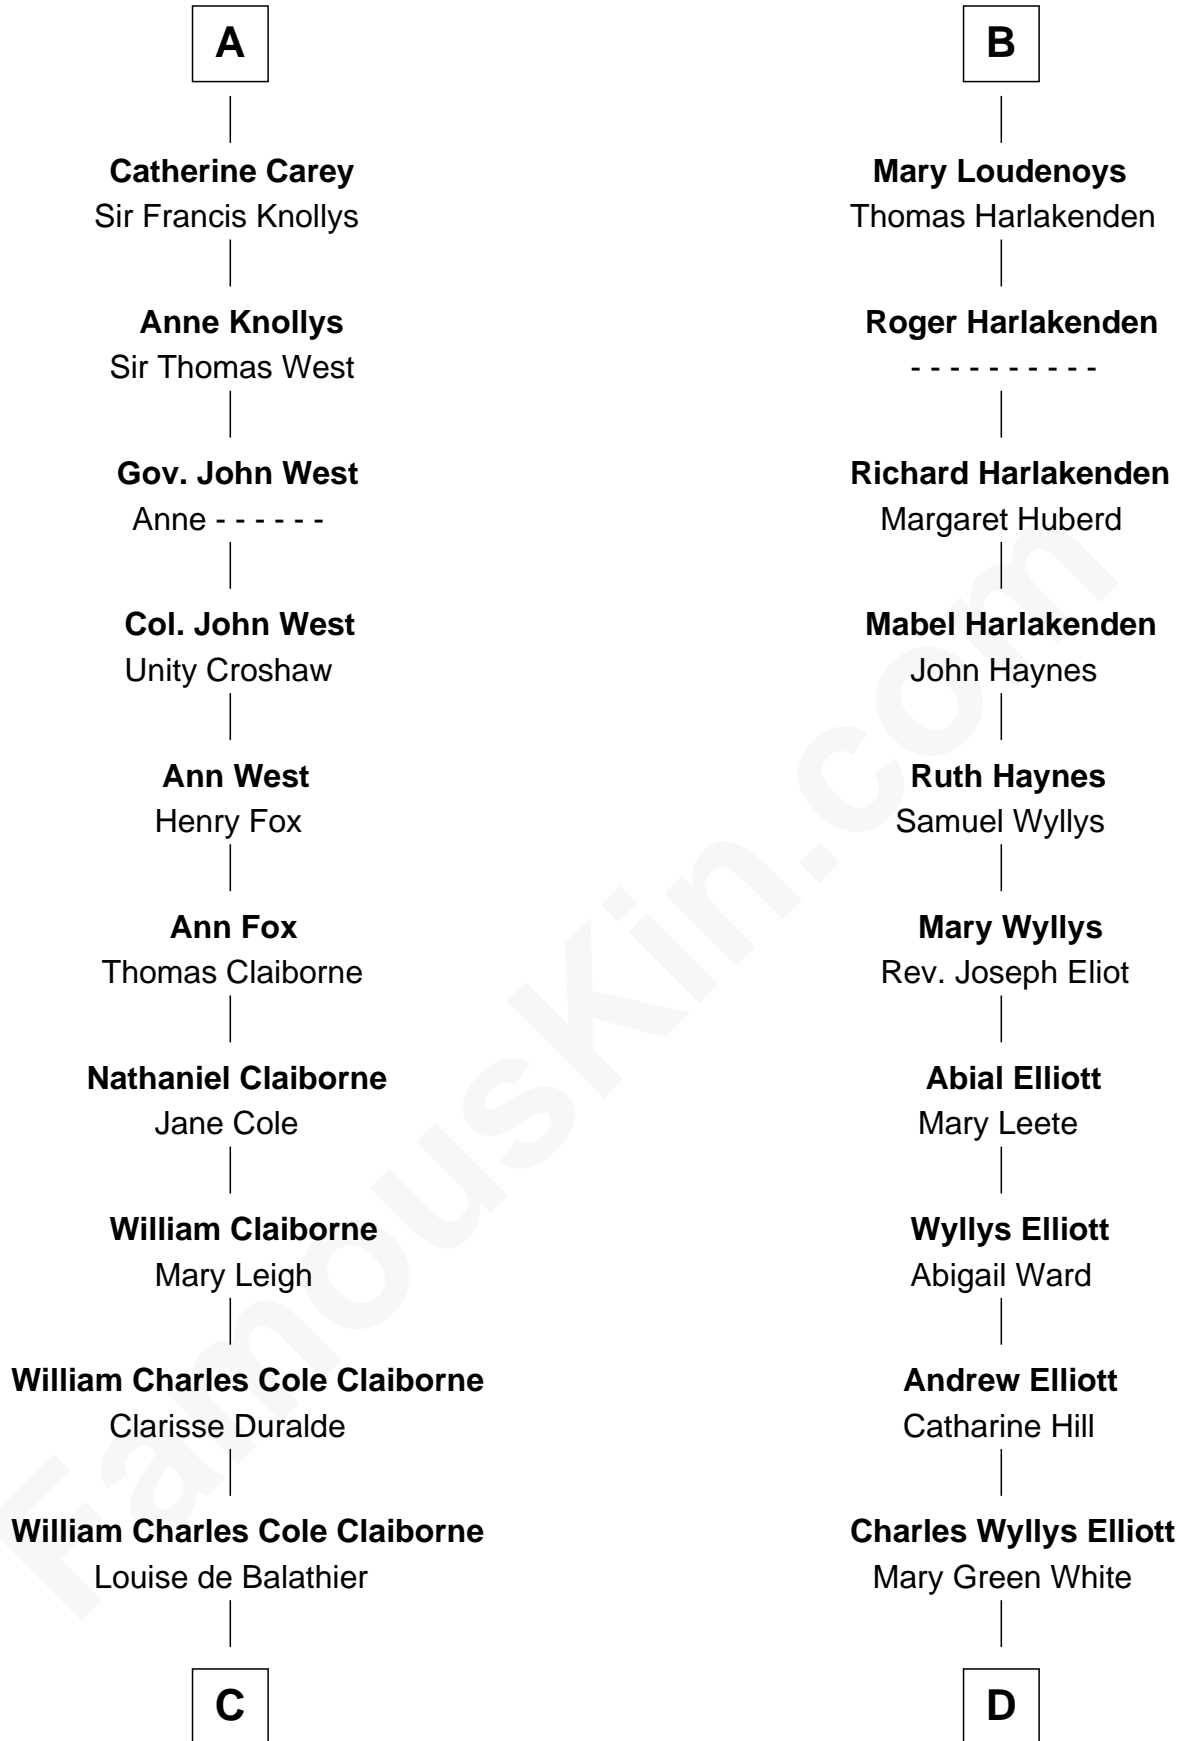 A
Catherine Carey
Sir Francis Knollys
Anne Knollys
Sir Thomas West
Gov. John West
Anne - - - - - -
Col. John West
Unity Croshaw
Ann West
Henry Fox
Ann Fox
Thomas Claiborne
Nathaniel Claiborne
Jane Cole
William Claiborne
Mary Leigh
William Charles Cole Claiborne
Clarisse Duralde
William Charles Cole Claiborne
Louise de Balathier
C
B
Mary Loudenoys
Thomas Harlakenden
Roger Harlakenden
- - - - - - - - - -
Richard Harlakenden
Margaret Huberd
Mabel Harlakenden
John Haynes
Ruth Haynes
Samuel Wyllys
Mary Wyllys
Rev. Joseph Eliot
Abial Elliott
Mary Leete
Wyllys Elliott
Abigail Ward
Andrew Elliott
Catharine Hill
Charles Wyllys Elliott
Mary Green White
D
FamousKin.com